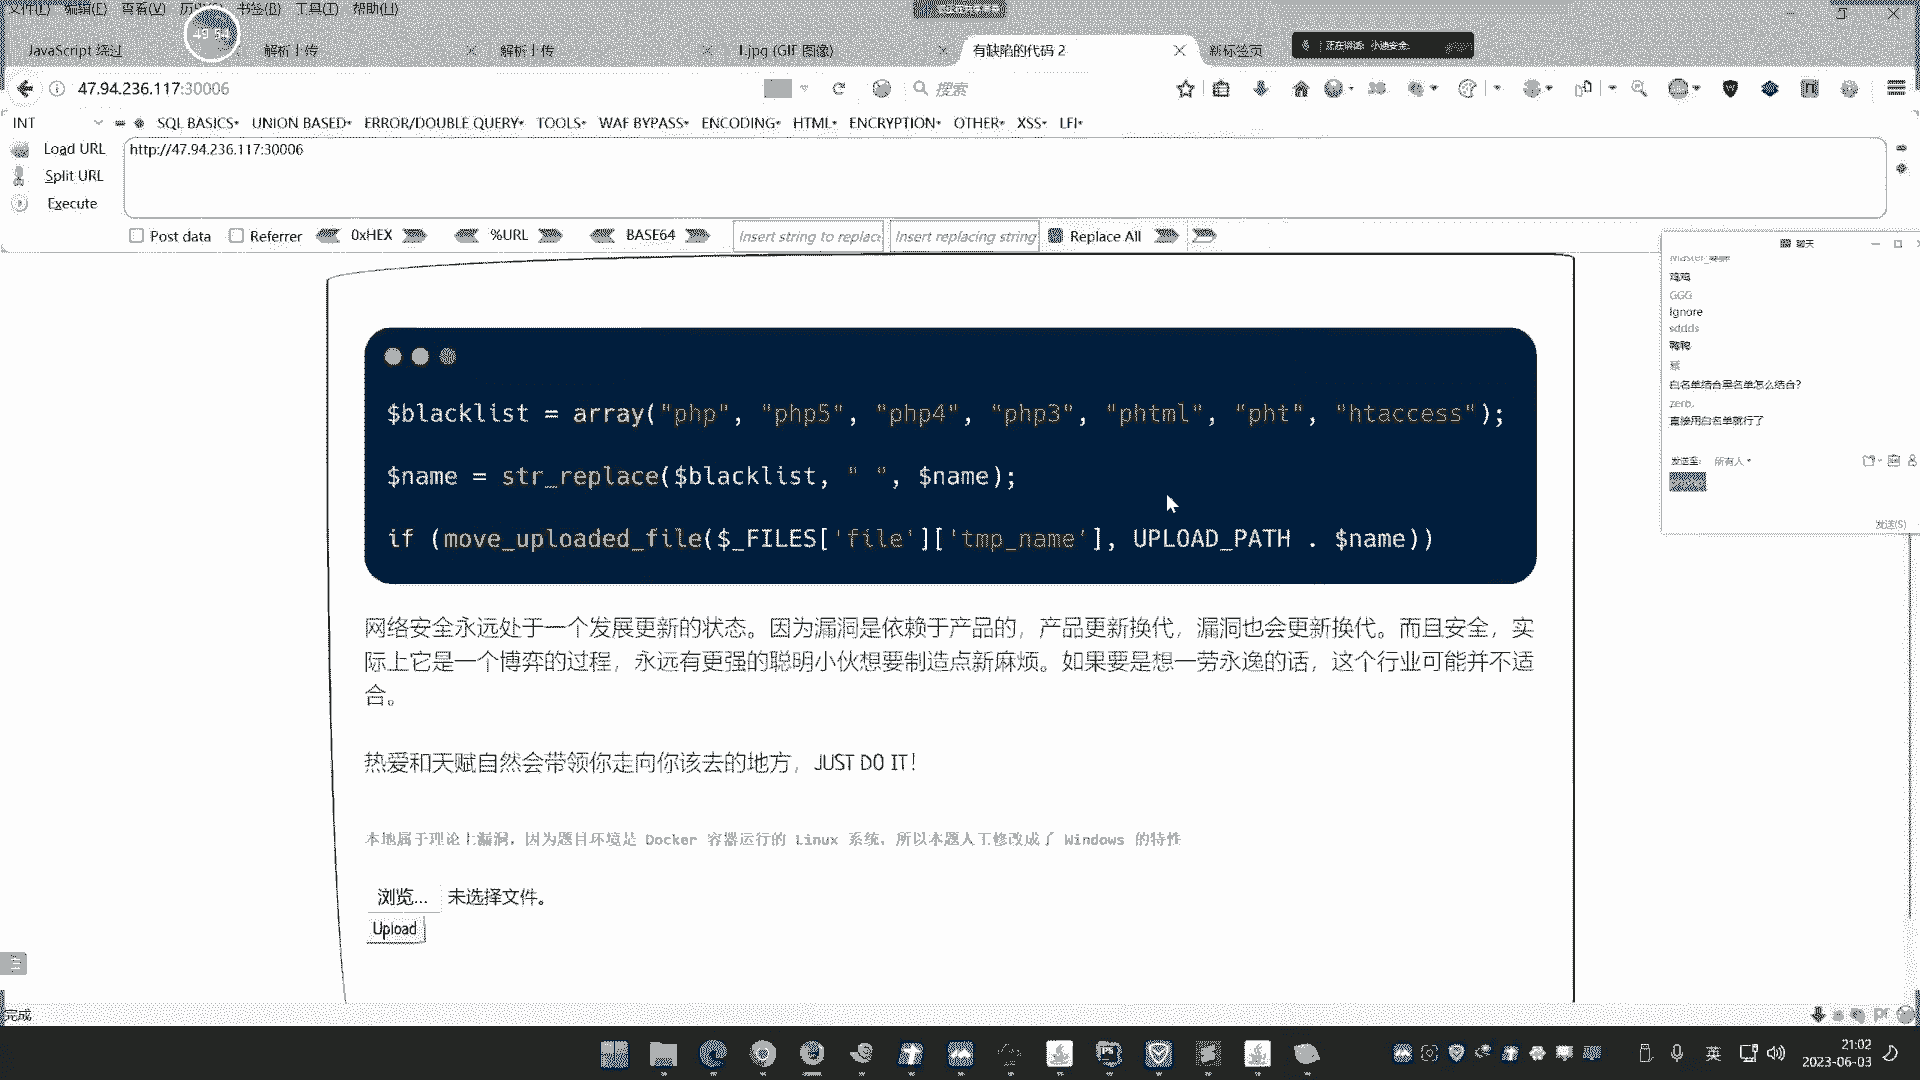 文件(F) 编辑(E) 查看(V) 书签(B) 工具(T) 帮助(H)
JavaScript 绕过
解析上传
解析上传
1.jpg (GIF 图像)
有缺陷的代码 2
新标签页
47.94.236.117:30006
搜索
INT
SQL BASICS UNION BASED ERROR/DOUBLE QUERY TOOLS WAF BYPASS ENCODING HTML ENCRYPTION OTHER XSS LFI
Load URL
http://47.94.236.117:30006
Split URL
Execute
Post data Referrer 0xHEX %URL BASE64 Insert string to replace Insert replacing string Replace All
聊天
鸡鸡
GGG
Ignore
sddds
白名单结合黑名单怎么结合?
zero.
直接用白名单就行了
发送至: 所有人
发送(S)
$blacklist = array("php", "php5", "php4", "php3", "phtml", "pht", "htaccess");
$name = str_replace($blacklist, " ", $name);
if (move_uploaded_file($_FILES['file']['tmp_name'], UPLOAD_PATH . $name))
网络安全永远处于一个发展更新的状态。因为漏洞是依赖于产品的，产品更新换代，漏洞也会更新换代。而且安全，实
际上它是一个博弈的过程，永远有更强的聪明小伙想要制造点新麻烦。如果要是想一劳永逸的话，这个行业可能并不适
合。
热爱和天赋自然会带领你走向你该去的地方，JUST DO IT！
本地属于理论上漏洞，因为题目环境是 Docker 容器运行的 Linux 系统，所以本题人工修改成了 Windows 的特性
浏览... 未选择文件。
Upload
完成
英
21:02
2023-06-03